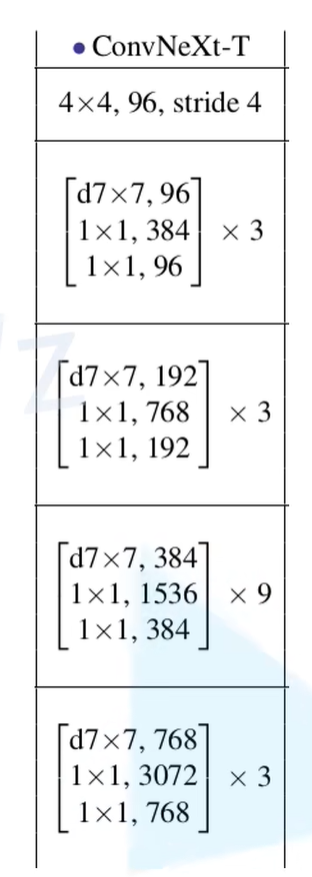 • ConvNeXt-T
4×4, 96, stride 4
d7×7, 96
1×1, 384 × 3
1×1, 96
d7×7, 192
1×1, 768 × 3
1×1, 192
d7×7, 384
1×1, 1536 × 9
1×1, 384
d7×7, 768
1×1, 3072 × 3
1×1, 768